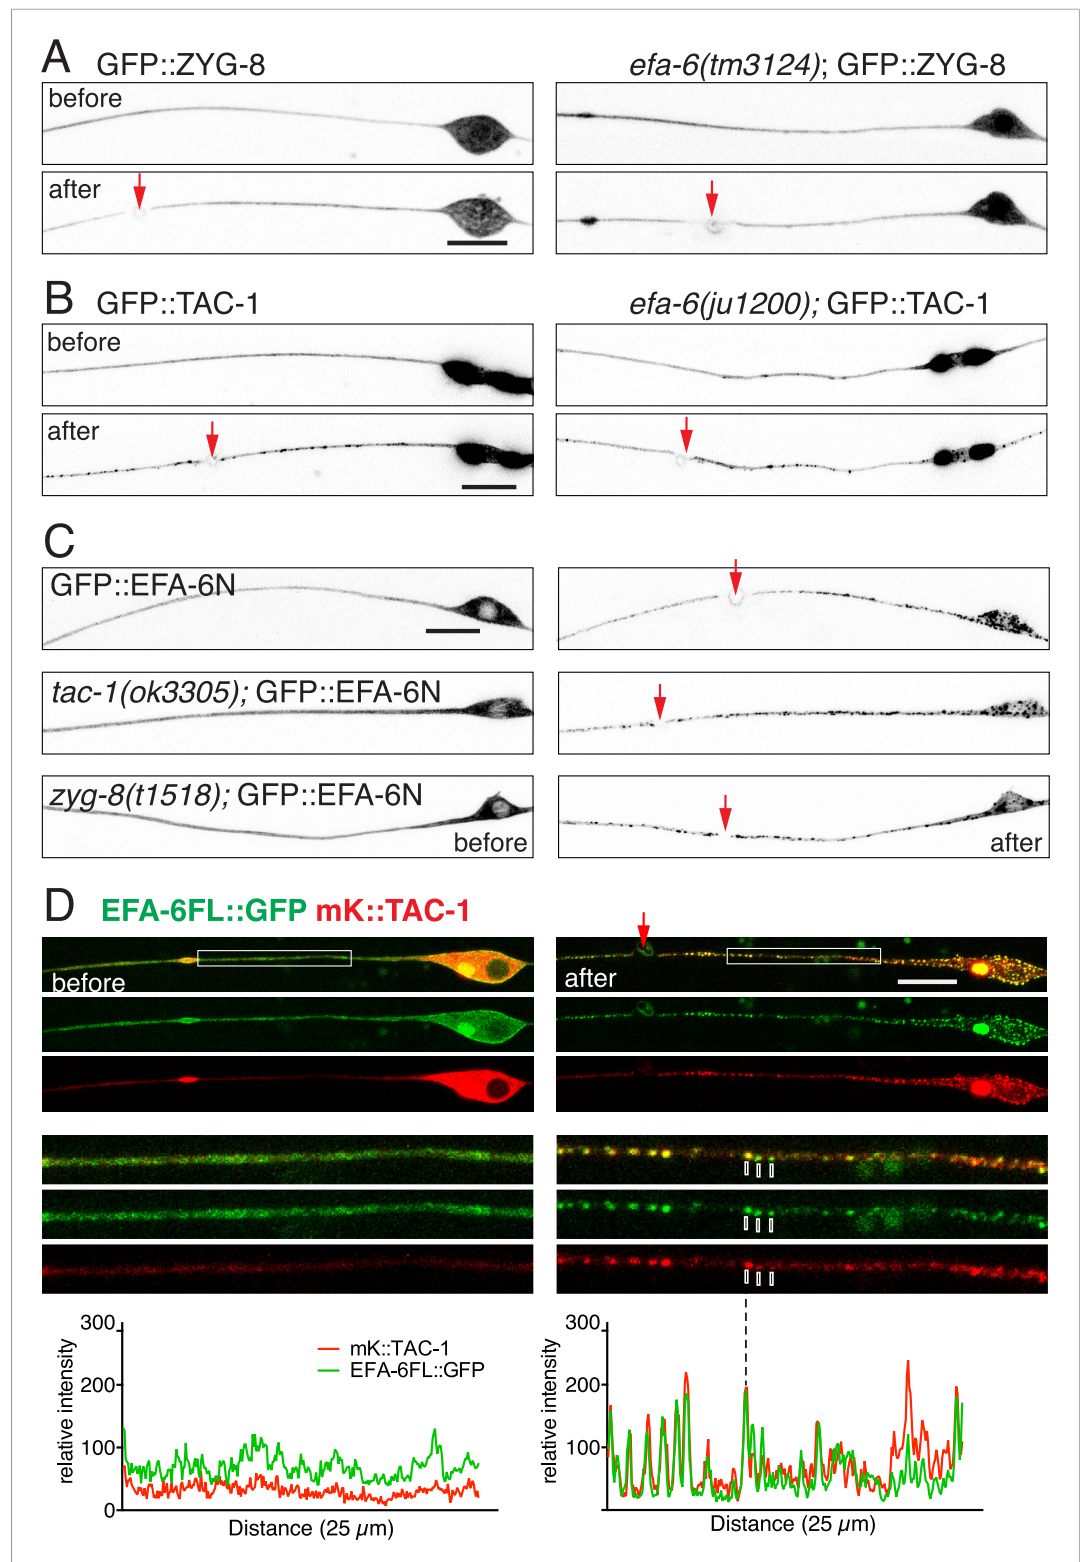 A GFP::ZYG-8 efa-6(tm3124); GFP::ZYG-8
before
after
B GFP::TAC-1 efa-6(ju1200); GFP::TAC-1
before
after
C
GFP::EFA-6N
tac-1(ok3305); GFP::EFA-6N
zyg-8(t1518); GFP::EFA-6N
before after
D EFA-6FL::GFP mK::TAC-1
before after
300
200
100
0
relative intensity
mK::TAC-1
EFA-6FL::GFP
Distance (25 µm)
300
200
100
relative intensity
Distance (25 µm)